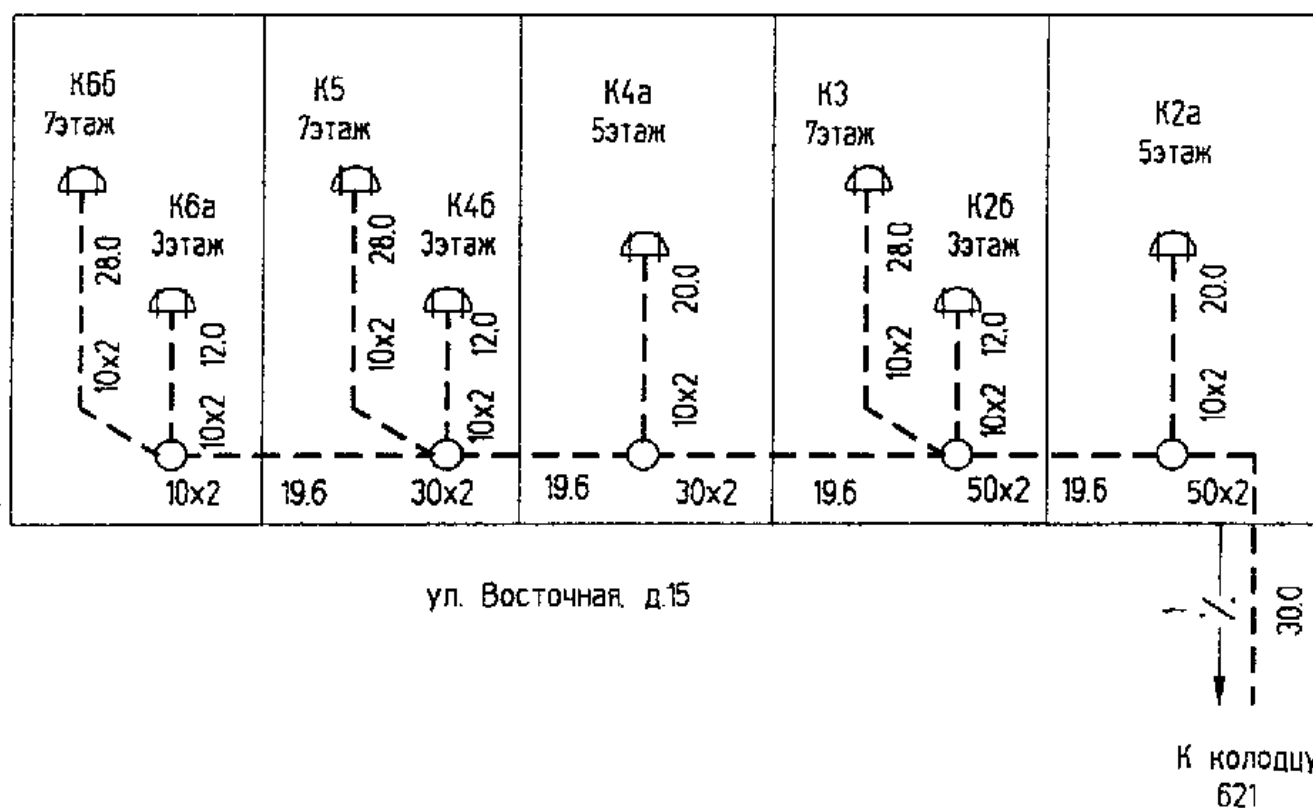 К6б
7этаж
К6а
3этаж
28.0
10x2
12.0
10x2
10x2
К5
7этаж
К4б
3этаж
28.0
10x2
12.0
10x2
19.6
30x2
К4а
5этаж
20.0
10x2
19.6
30x2
К3
7этаж
К2б
3этаж
28.0
10x2
12.0
10x2
19.6
50x2
К2а
5этаж
20.0
10x2
19.6
50x2
ул. Восточная, д.15
1
30.0
К колодцу
621